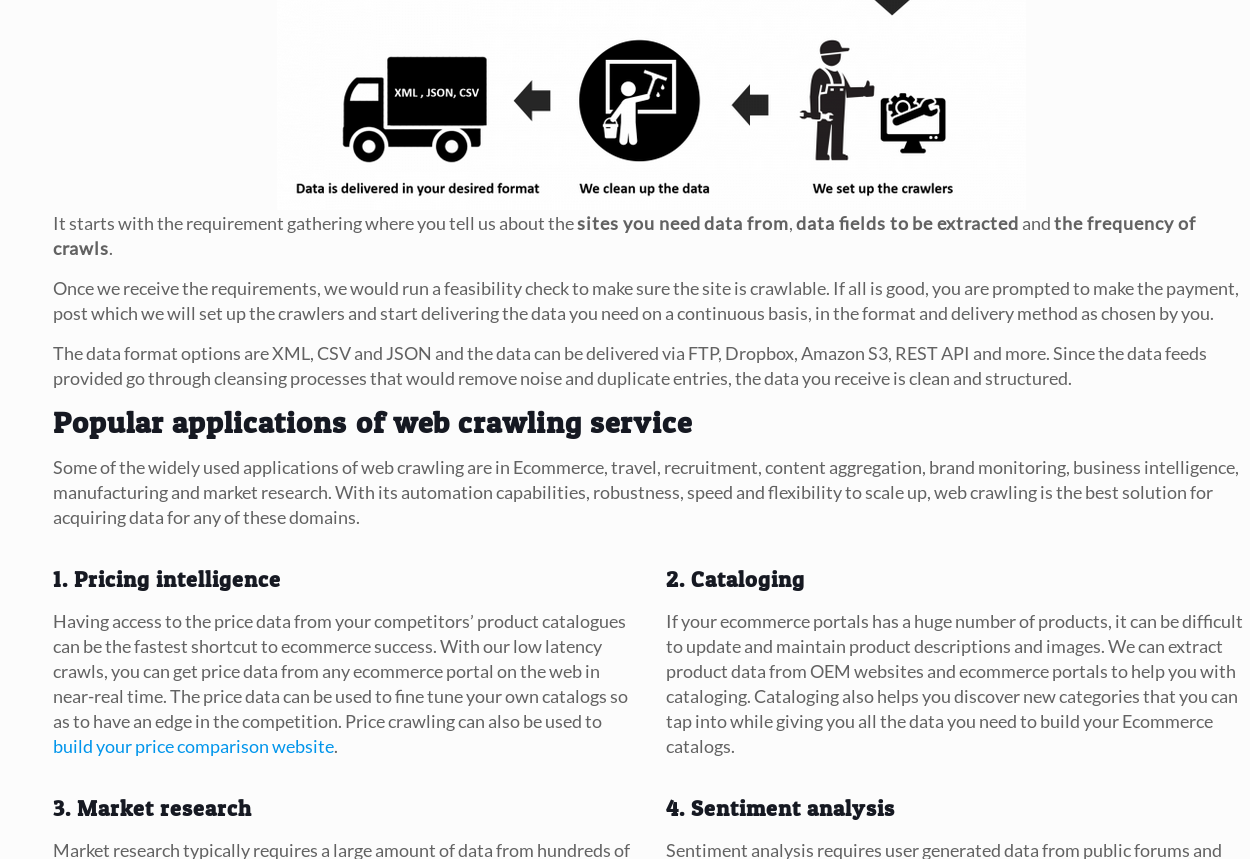 XML , JSON, CSV
Data is delivered in your desired format
We clean up the data
We set up the crawlers
It starts with the requirement gathering where you tell us about the sites you need data from, data fields to be extracted and the frequency of
crawls.
Once we receive the requirements, we would run a feasibility check to make sure the site is crawlable. If all is good, you are prompted to make the payment,
post which we will set up the crawlers and start delivering the data you need on a continuous basis, in the format and delivery method as chosen by you.
The data format options are XML, CSV and JSON and the data can be delivered via FTP, Dropbox, Amazon S3, REST API and more. Since the data feeds
provided go through cleansing processes that would remove noise and duplicate entries, the data you receive is clean and structured.
Popular applications of web crawling service
Some of the widely used applications of web crawling are in Ecommerce, travel, recruitment, content aggregation, brand monitoring, business intelligence,
manufacturing and market research. With its automation capabilities, robustness, speed and flexibility to scale up, web crawling is the best solution for
acquiring data for any of these domains.
1. Pricing intelligence
Having access to the price data from your competitors’ product catalogues
can be the fastest shortcut to ecommerce success. With our low latency
crawls, you can get price data from any ecommerce portal on the web in
near-real time. The price data can be used to fine tune your own catalogs so
as to have an edge in the competition. Price crawling can also be used to
build your price comparison website.
2. Cataloging
If your ecommerce portals has a huge number of products, it can be difficult
to update and maintain product descriptions and images. We can extract
product data from OEM websites and ecommerce portals to help you with
cataloging. Cataloging also helps you discover new categories that you can
tap into while giving you all the data you need to build your Ecommerce
catalogs.
3. Market research
Market research typically requires a large amount of data from hundreds of
4. Sentiment analysis
Sentiment analysis requires user generated data from public forums and